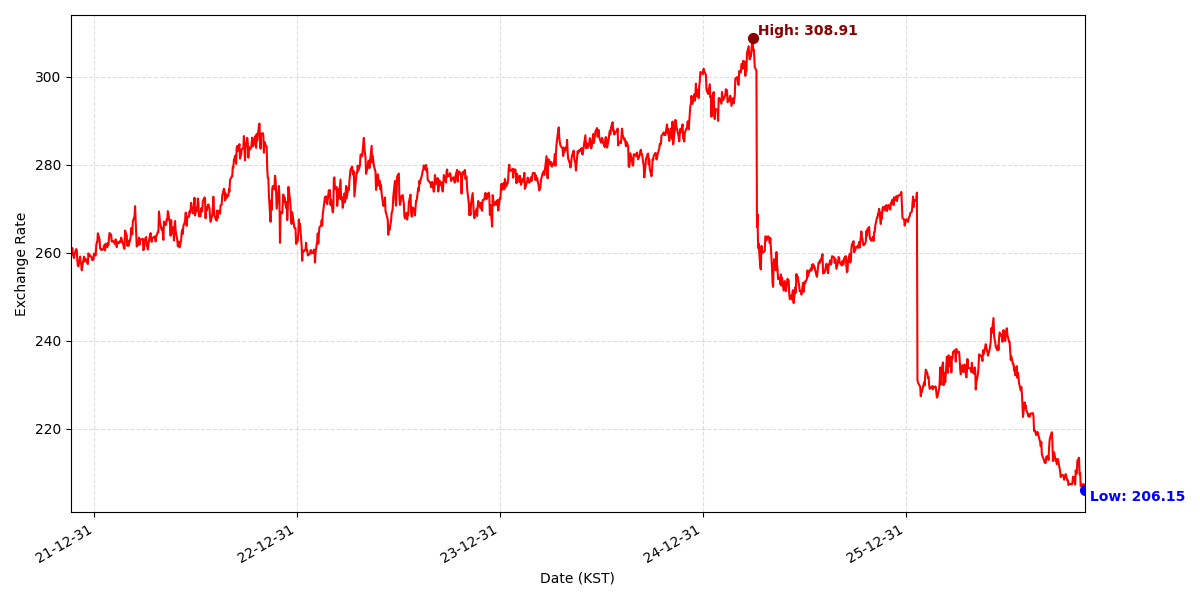 High: 308.91
300
280
260
240
220
Exchange Rate
Low: 206.15
21-12-31
22-12-31
23-12-31
24-12-31
25-12-31
Date (KST)